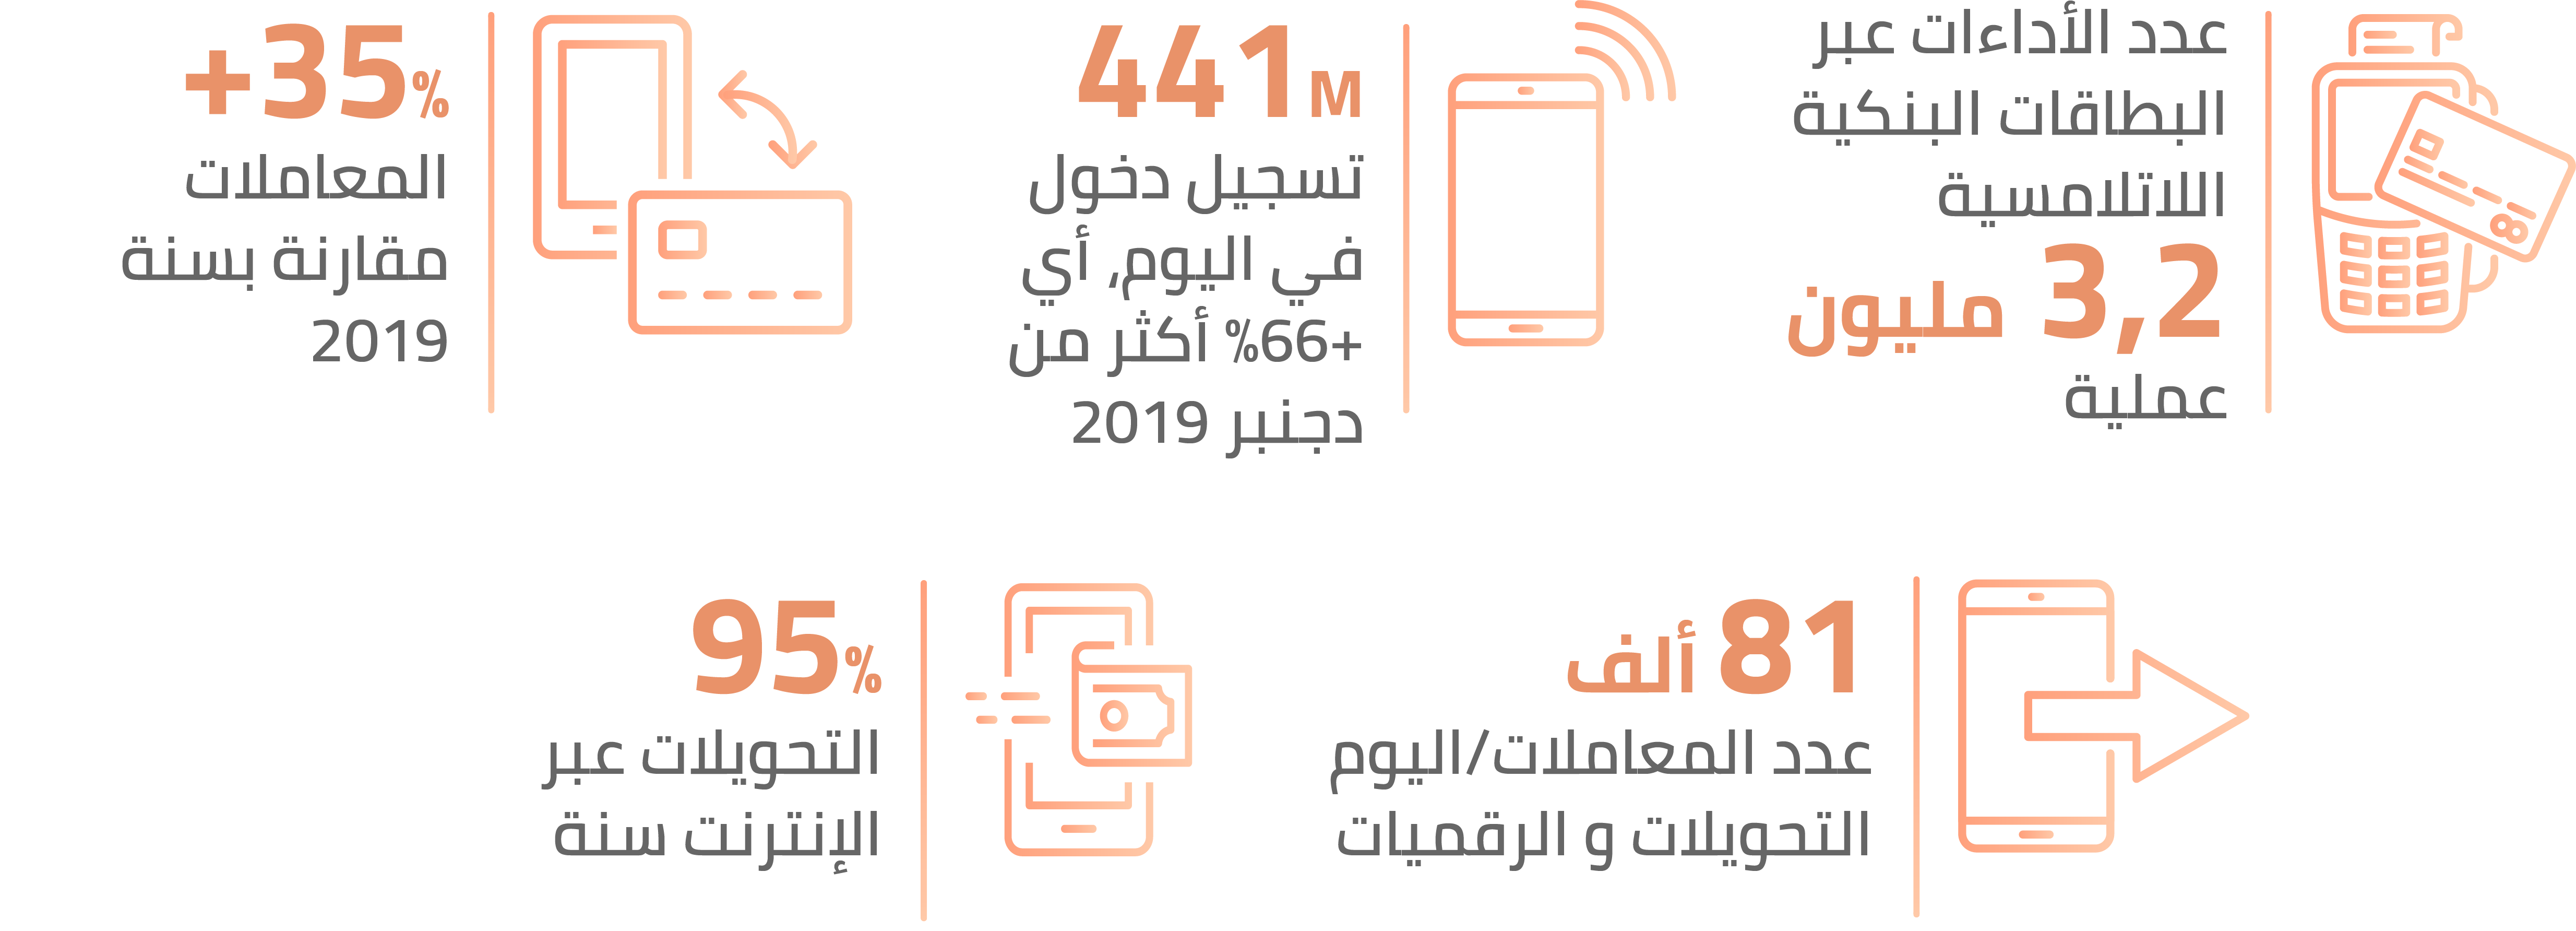 عدد الأداءات عبر
البطاقات البنكية
اللاتلامسية
3,2 مليون
عملية
441M
تسجيل دخول
في اليوم، أي
+66% أكثر من
دجنبر 2019
+35%
المعاملات
مقارنة بسنة
2019
81 ألف
عدد المعاملات/اليوم
التحويلات و الرقميات
95%
التحويلات عبر
الإنترنت سنة